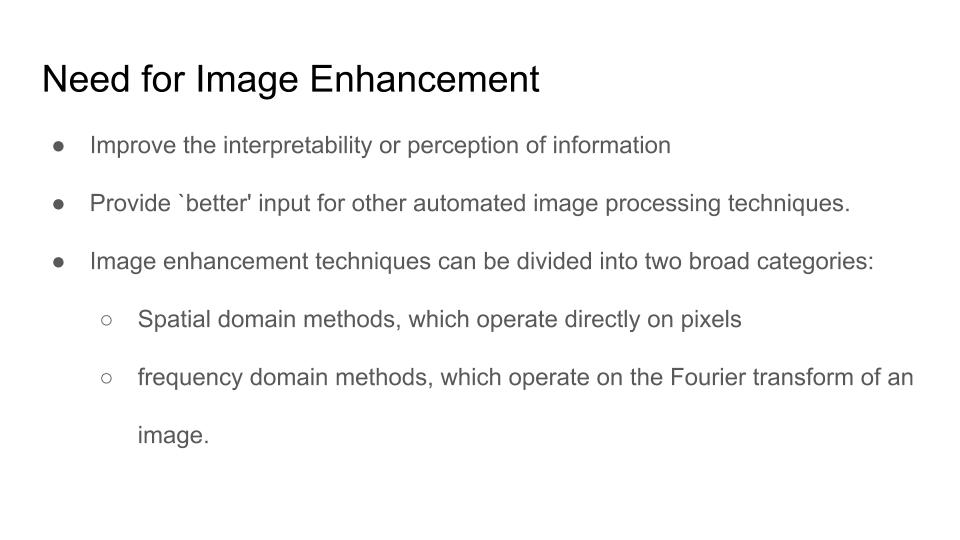 Need for Image Enhancement
● Improve the interpretability or perception of information
● Provide `better' input for other automated image processing techniques.
● Image enhancement techniques can be divided into two broad categories:
○ Spatial domain methods, which operate directly on pixels
○ frequency domain methods, which operate on the Fourier transform of an
image.